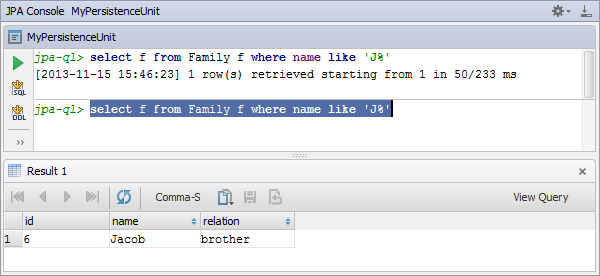 JPA Console MyPersistenceUnit
MyPersistenceUnit
jpa-ql> select f from Family f where name like 'J%'
[2013-11-15 15:46:23] 1 row(s) retrieved starting from 1 in 50/233 ms
SQL
jpa-ql> select f from Family f where name like 'J%'
DDL
Result 1
Comma-S View Query
id name relation
1 6 Jacob brother